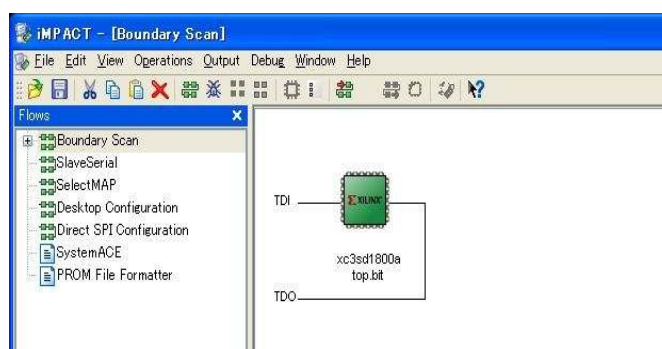 iMPACT - [Boundary Scan]
File Edit View Operations Output Debug Window Help
Flows
Boundary Scan
SlaveSerial
SelectMAP
Desktop Configuration
Direct SPI Configuration
SystemACE
PROM File Formatter
TDI
XILINX
xc3sd1800a
top.bit
TDO